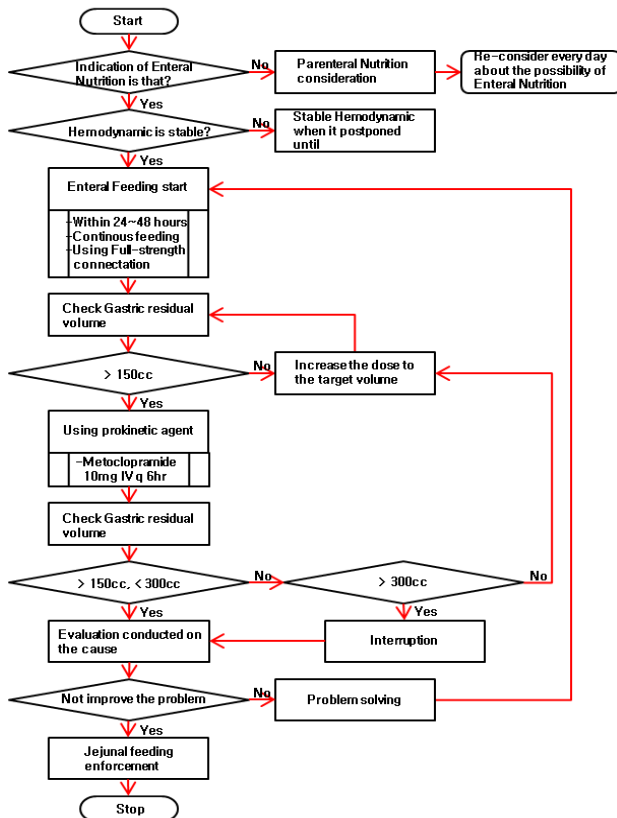 Start
Indication of Enteral
Nutrition is that?
No
Parenteral Nutrition
consideration
Re-consider every day
about the possibility of
Enteral Nutrition
Yes
Hemodynamic is stable?
No
Stable Hemodynamic
when it postponed
until
Yes
Enteral Feeding start
-Within 24~48 hours
-Continous feeding
-Using Full-strength
connectation
Check Gastric residual
volume
> 150cc
No
Increase the dose to
the target volume
Yes
Using prokinetic agent
-Metoclopramide
10mg IV q 6hr
Check Gastric residual
volume
> 150cc, < 300cc
No
> 300cc
No
Yes
Yes
Evaluation conducted on
the cause
Interruption
Not improve the problem
No
Problem solving
Yes
Jejunal feeding
enforcement
Stop